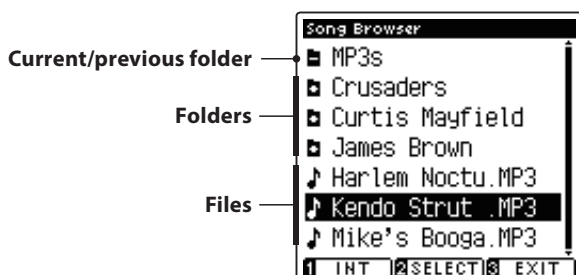 Song Browser
Current/previous folder
MP3s
Folders
Crusaders
Curtis Mayfield
James Brown
Files
Harlem Noctu.MP3
Kendo Strut .MP3
Mike's Booga.MP3
1 INT 2 SELECT 3 EXIT